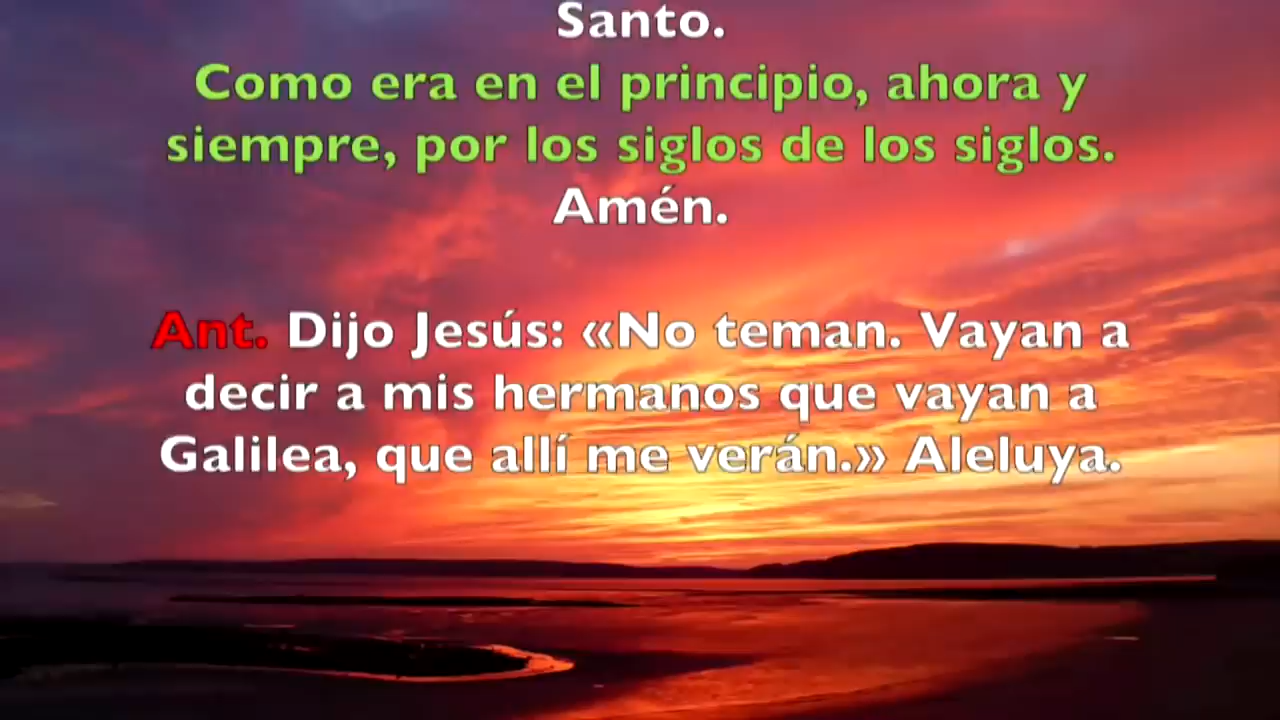 Santo.
Como era en el principio, ahora y
siempre, por los siglos de los siglos.
Amén.
Ant. Dijo Jesús: «No teman. Vayan a
decir a mis hermanos que vayan a
Galilea, que allí me verán.» Aleluya.